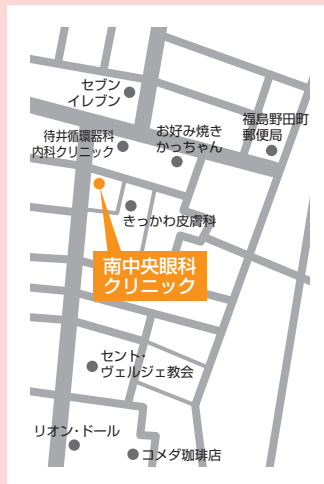 セブン
イレブン
待井循環器科
内科クリニック
お好み焼き
かっちゃん
福島野田町
郵便局
きっかわ皮膚科
南中央眼科
クリニック
セント・
ヴェルジェ教会
リオン・ドール
コメダ珈琲店